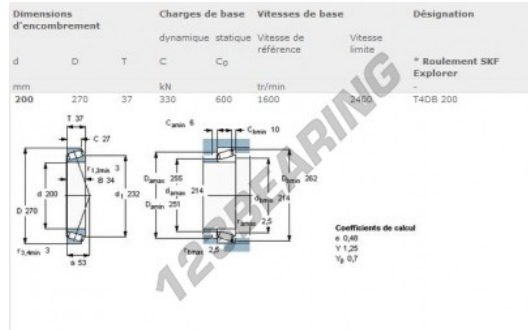 Dimensions d'encombrement
Charges de base
Vitesses de base
Désignation
dynamique
statique
Vitesse de référence
Vitesse limite
d
D
T
C
C0
* Roulement SKF Explorer
mm
kN
tr/min
-
200
270
37
330
600
1600
2400
T4DB 200
T 37
C 27
r1,2min 3
B 34
d 200
d1 232
D 270
r3,4min 3
a 53
Camin 6
Cbmin 10
Damax 255
damax 214
Damin 251
Dbmin 262
dbmin 214
ramax 2,5
rbmax 2,5
Coefficients de calcul
e 0,48
Y 1,25
Y0 0,7
123BEARING